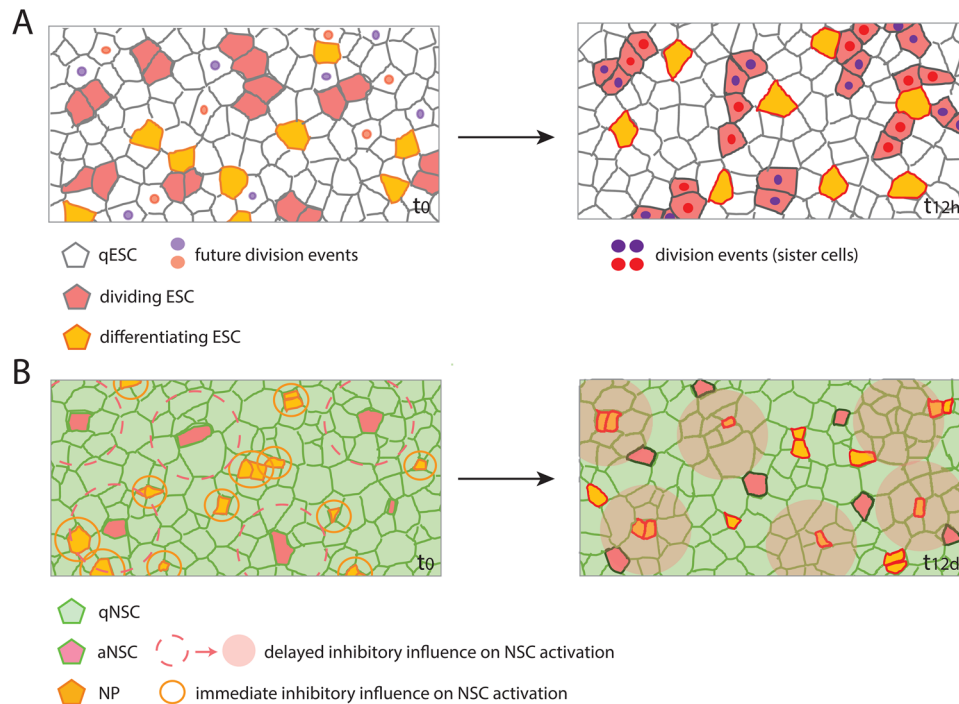 A
t0
t12h
qESC
future division events
division events (sister cells)
dividing ESC
differentiating ESC
B
t0
t12d
qNSC
aNSC
delayed inhibitory influence on NSC activation
NP
immediate inhibitory influence on NSC activation